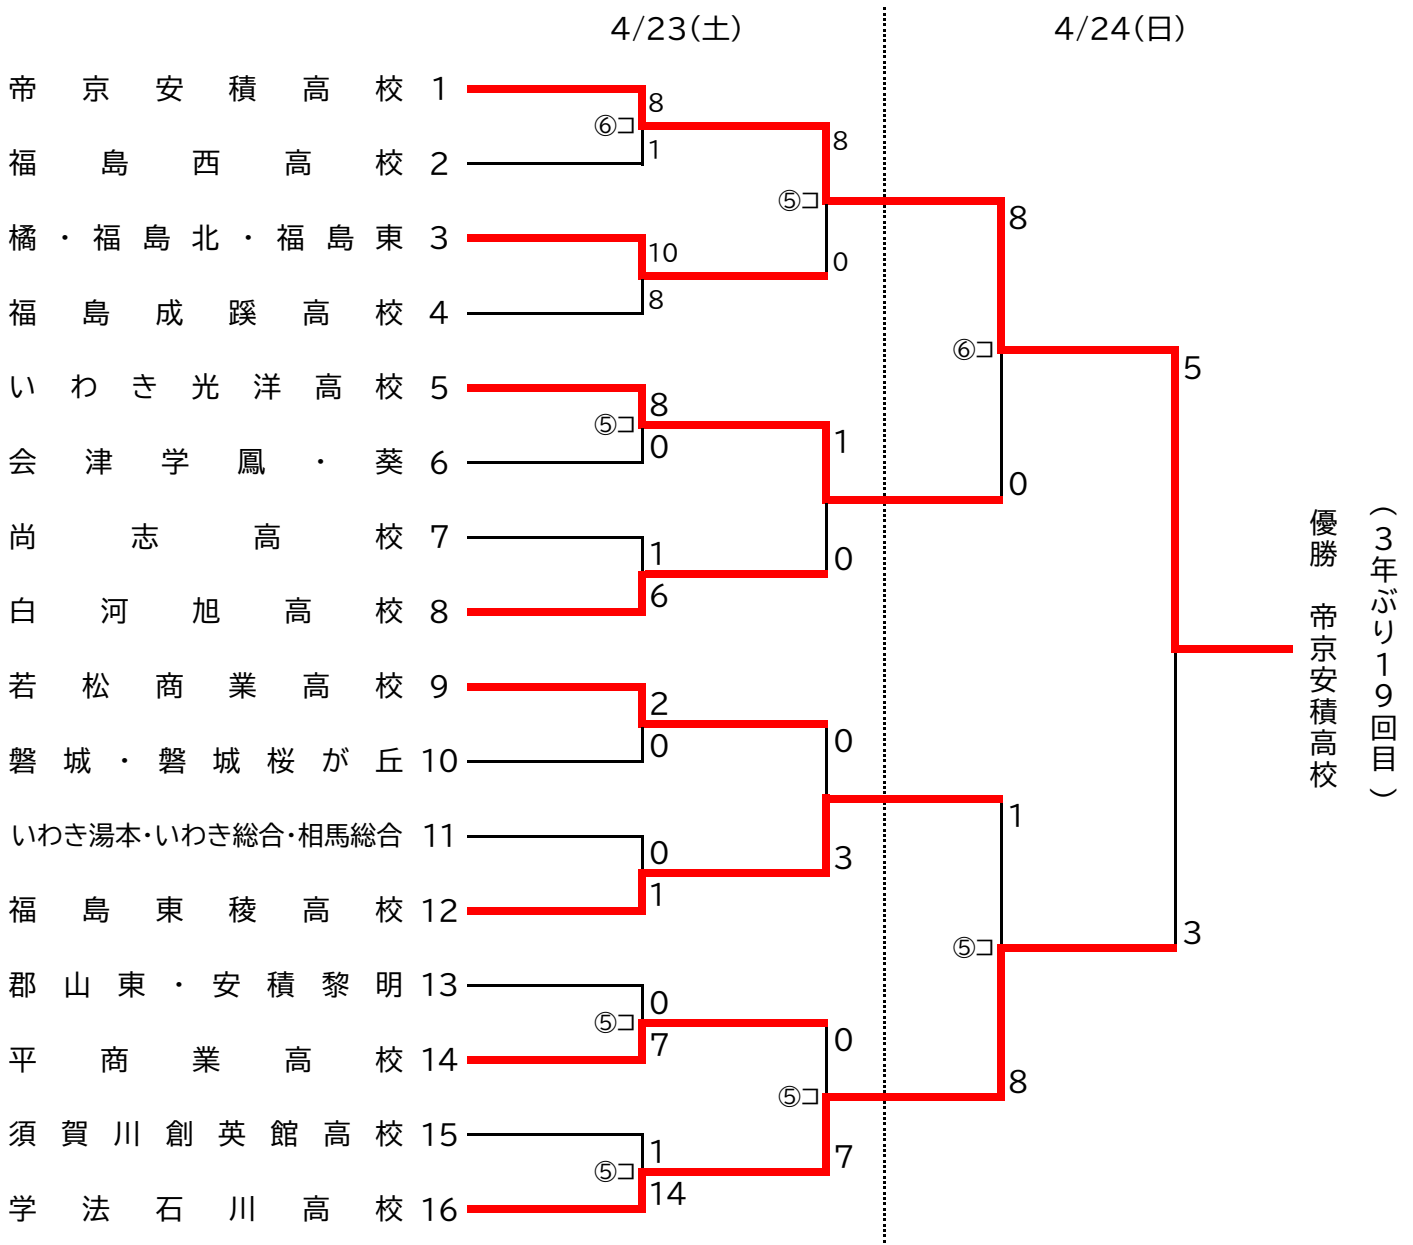 4/23(土)
4/24(日)
帝京安積高校 1
8
⑥コ
福島西高校 2
1
8
⑤コ
橘・福島北・福島東 3
10
0
福島成蹊高校 4
8
8
⑥コ
いわき光洋高校 5
8
⑤コ
会津学鳳・葵 6
0
1
尚志高校 7
1
0
白河旭高校 8
6
0
5
若松商業高校 9
2
磐城・磐城桜が丘 10
0
0
いわき湯本・いわき総合・相馬総合 11
0
3
福島東稜高校 12
1
1
⑤コ
郡山東・安積黎明 13
0
⑤コ
平商業高校 14
7
0
⑤コ
須賀川創英館高校 15
1
⑤コ
7
学法石川高校 16
14
8
3
優勝 帝京安積高校
(3年ぶり19回目)